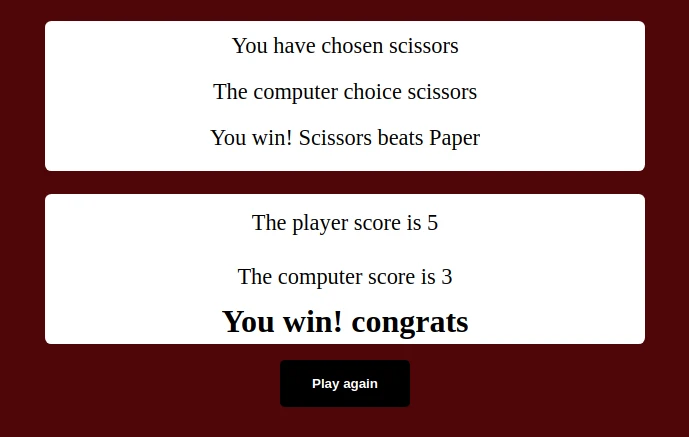 You have chosen scissors
The computer choice scissors
You win! Scissors beats Paper
The player score is 5
The computer score is 3
You win! congrats
Play again